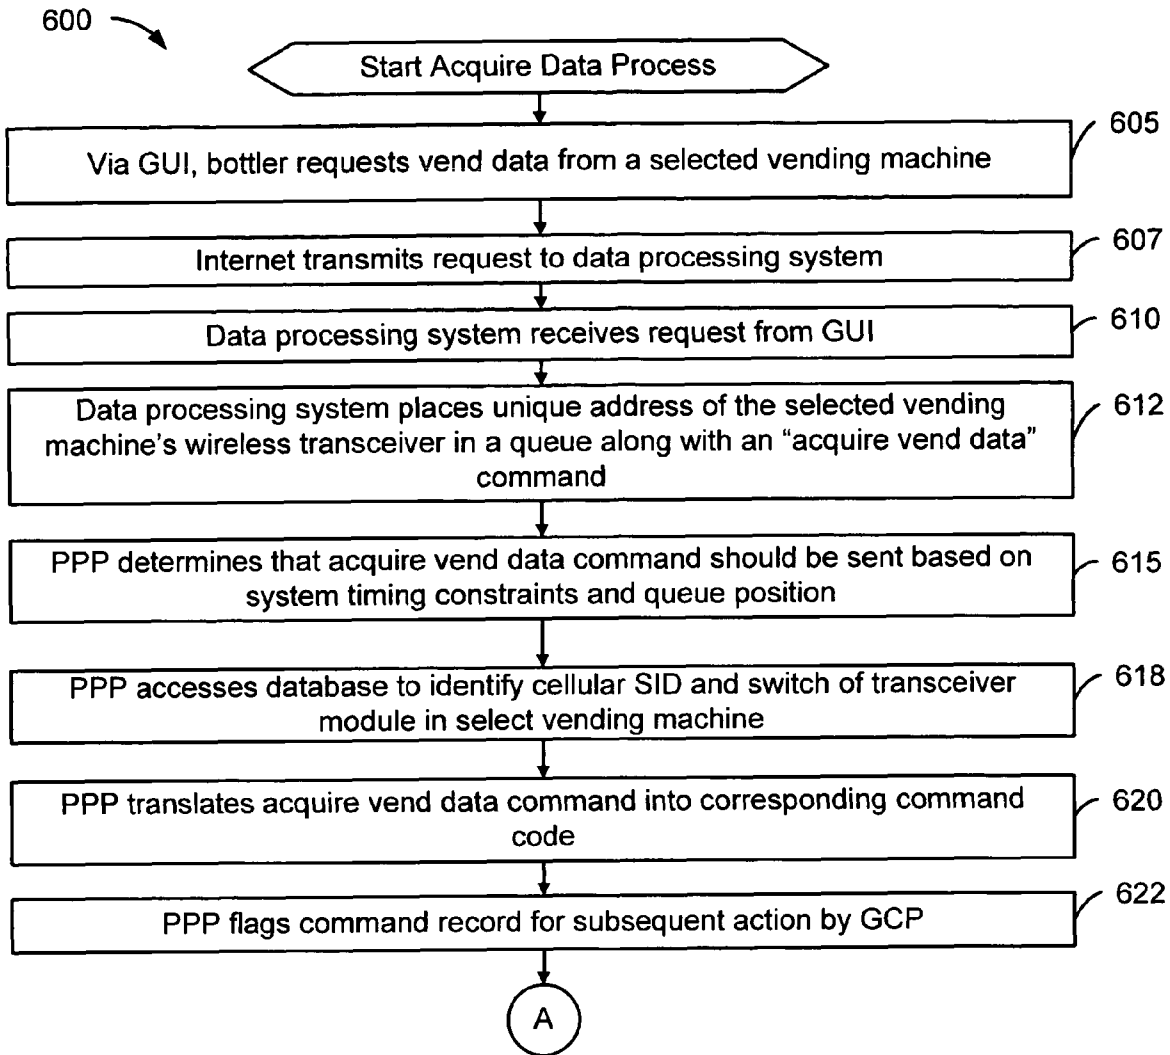 600
Start Acquire Data Process
605
Via GUI, bottler requests vend data from a selected vending machine
607
Internet transmits request to data processing system
610
Data processing system receives request from GUI
612
Data processing system places unique address of the selected vending
machine's wireless transceiver in a queue along with an “acquire vend data”
command
615
PPP determines that acquire vend data command should be sent based on
system timing constraints and queue position
618
PPP accesses database to identify cellular SID and switch of transceiver
module in select vending machine
620
PPP translates acquire vend data command into corresponding command
code
622
PPP flags command record for subsequent action by GCP
A